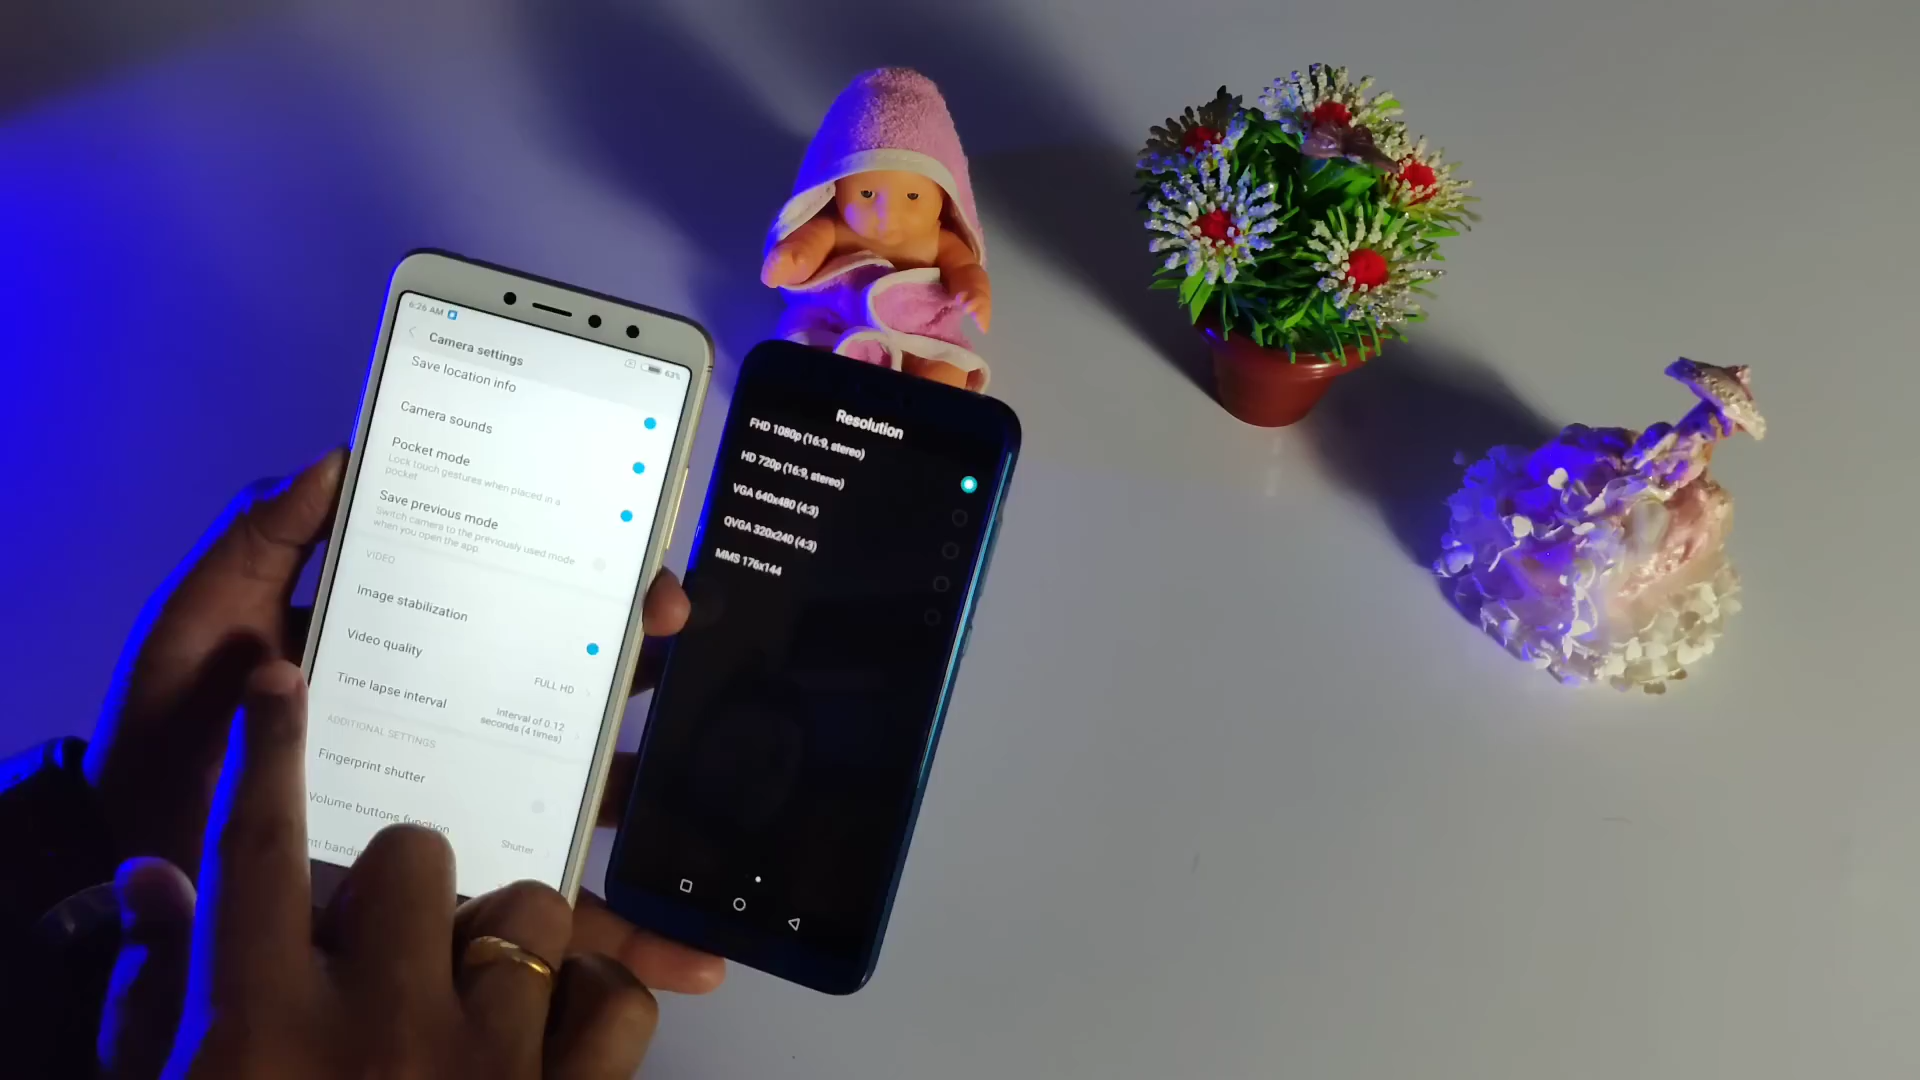 6:26 AM
63%
Camera settings
Save location info
Camera sounds
Pocket mode
Lock touch gestures when placed in a
pocket
Save previous mode
Switch camera to the previously used mode
when you open the app
VIDEO
Image stabilization
Video quality
FULL HD
Time lapse interval
Interval of 0.12
seconds (4 times)
ADDITIONAL SETTINGS
Fingerprint shutter
Volume buttons function
Shutter
Resolution
FHD 1080p (16:9, stereo)
HD 720p (16:9, stereo)
VGA 640x480 (4:3)
QVGA 320x240 (4:3)
MMS 176x144